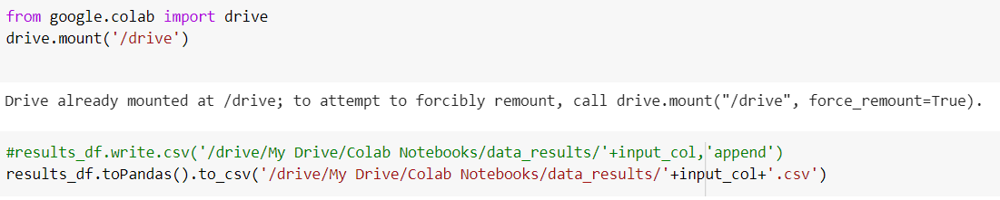 from google.colab import drive
drive.mount('/drive')
Drive already mounted at /drive; to attempt to forcibly remount, call drive.mount("/drive", force_remount=True).
#results_df.write.csv('/drive/My Drive/Colab Notebooks/data_results/'+input_col,'append')
results_df.toPandas().to_csv('/drive/My Drive/Colab Notebooks/data_results/'+input_col+'.csv')